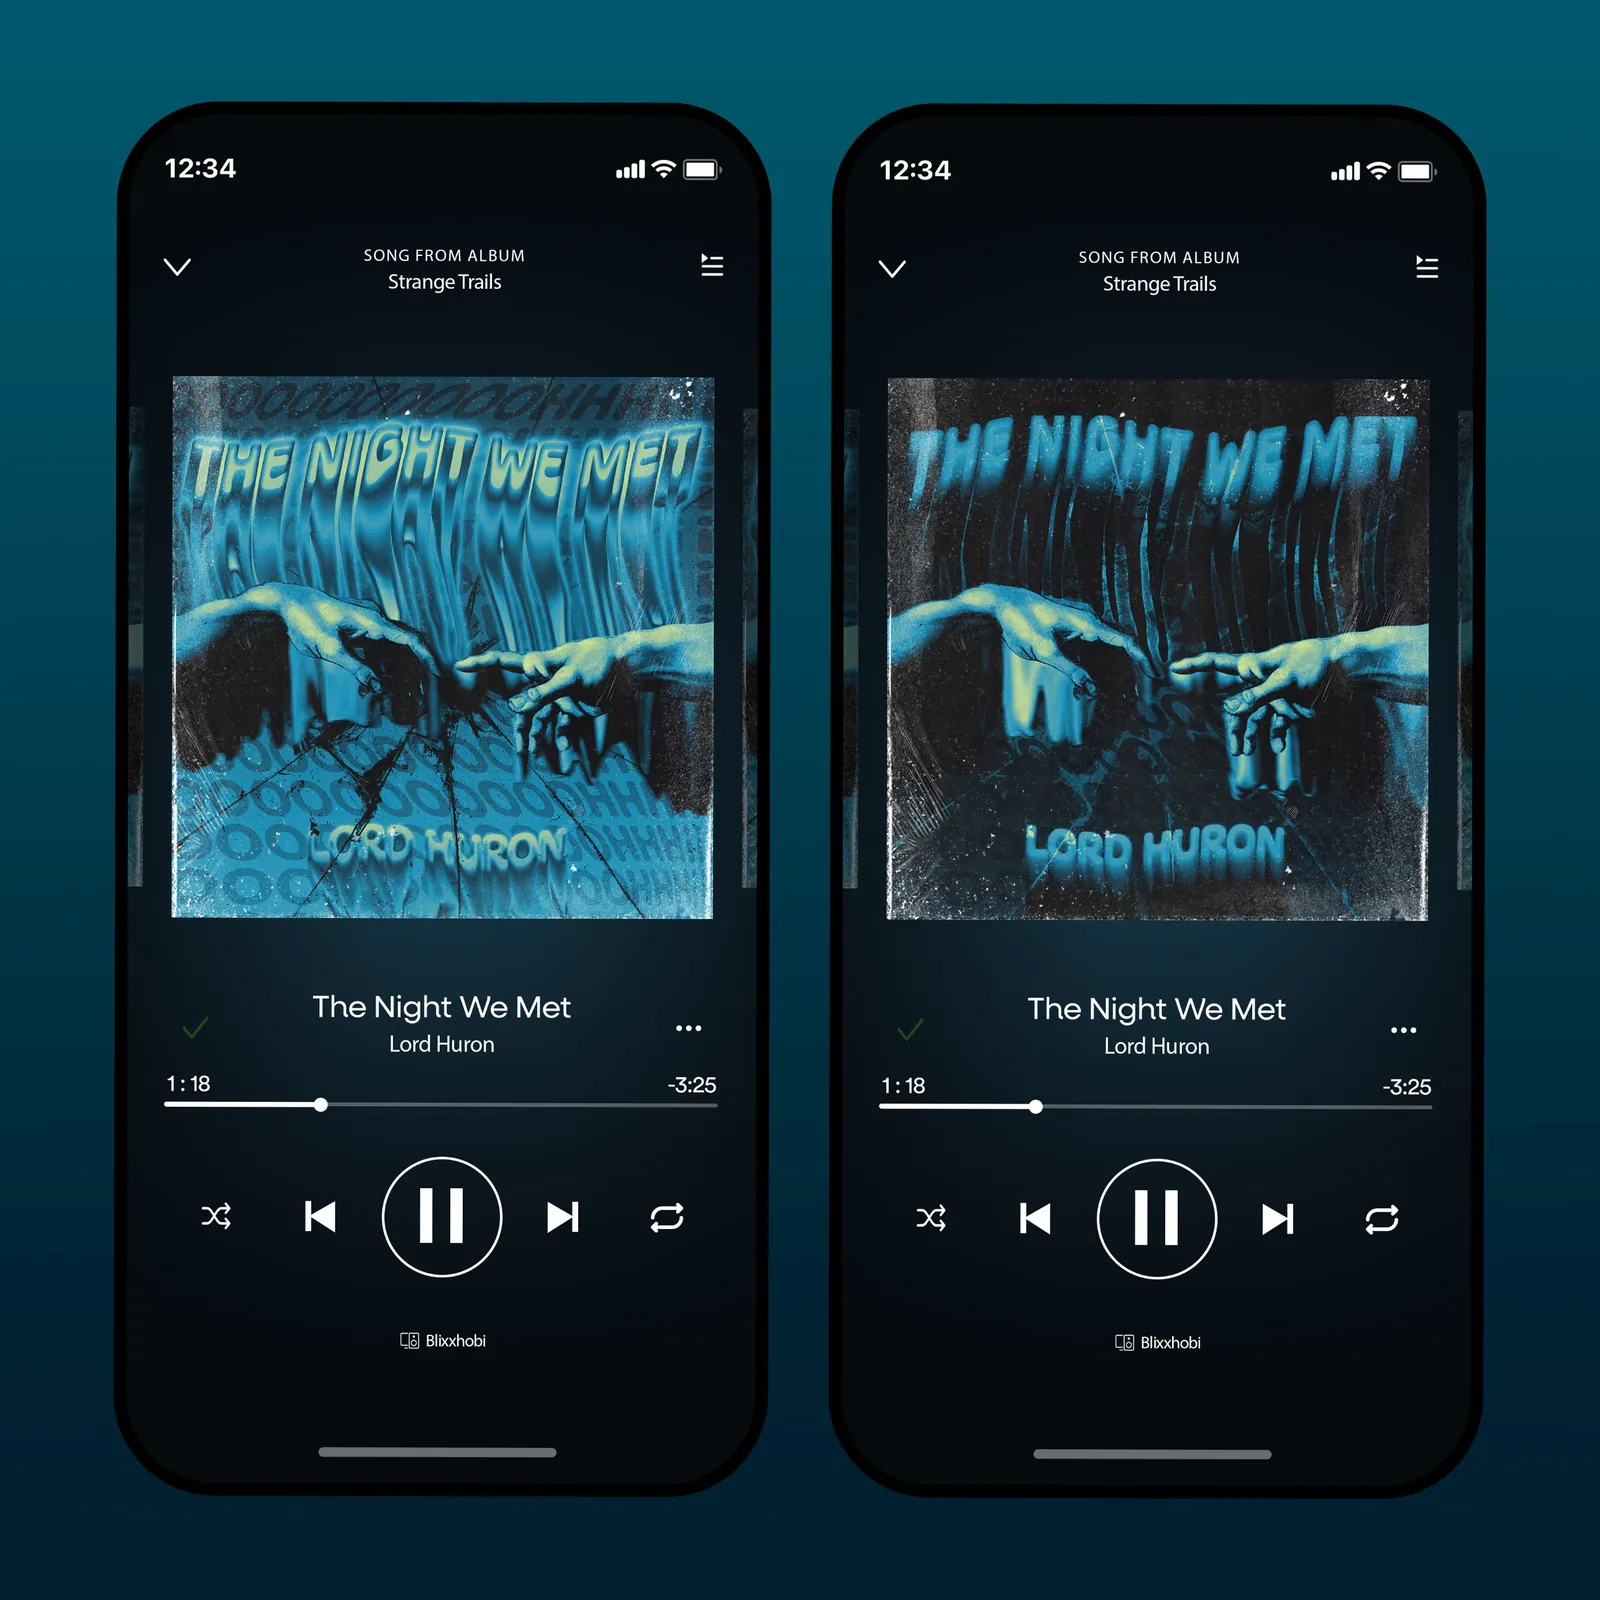 12:34
SONG FROM ALBUM
Strange Trails
OOOOOOOOOOOHHHH
THE NIGHT WE MET
LORD HURON
The Night We Met
Lord Huron
1:18
-3:25
Blixxhobi
12:34
SONG FROM ALBUM
Strange Trails
THE NIGHT WE MET
LORD HURON
The Night We Met
Lord Huron
1:18
-3:25
Blixxhobi